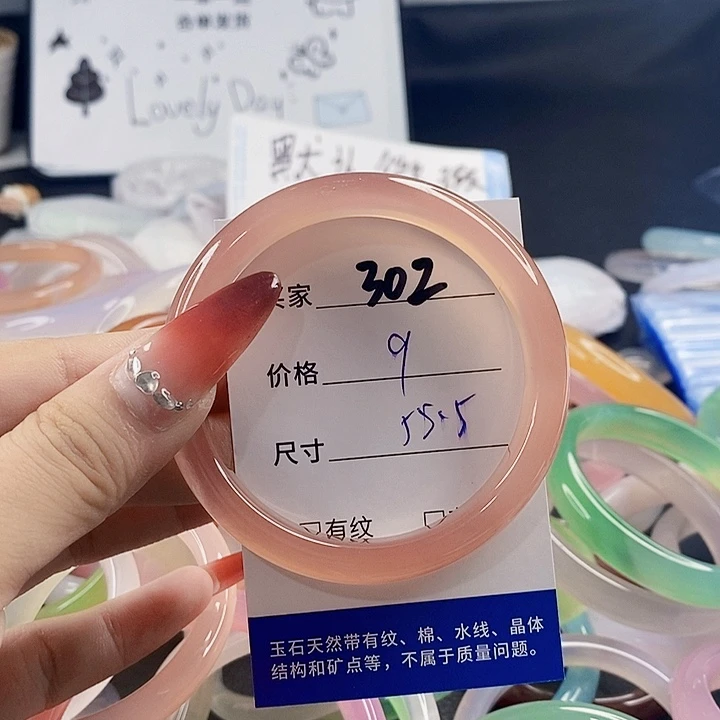 Lovely Day
家 302
价格 9
尺寸 55.5
有纹
玉石天然带有纹、棉、水线、晶体
结构和矿点等，不属于质量问题。